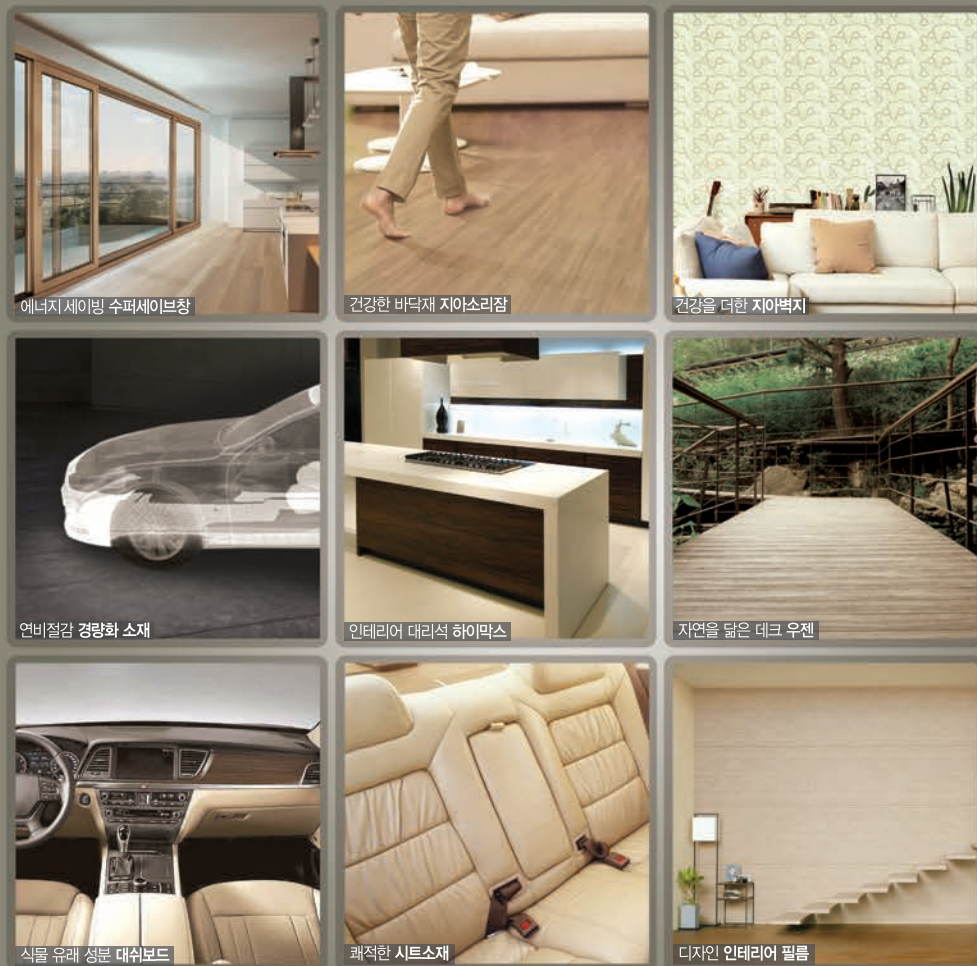 에너지 세이빙 수퍼세이브창
건강한 바닥재 지아소리잠
건강을 더한 지아벽지
연비절감 경량화 소재
인테리어 대리석 하이막스
자연을 닮은 데크 우젠
식물 유래 성분 대쉬보드
쾌적한 시트소재
디자인 인테리어 필름